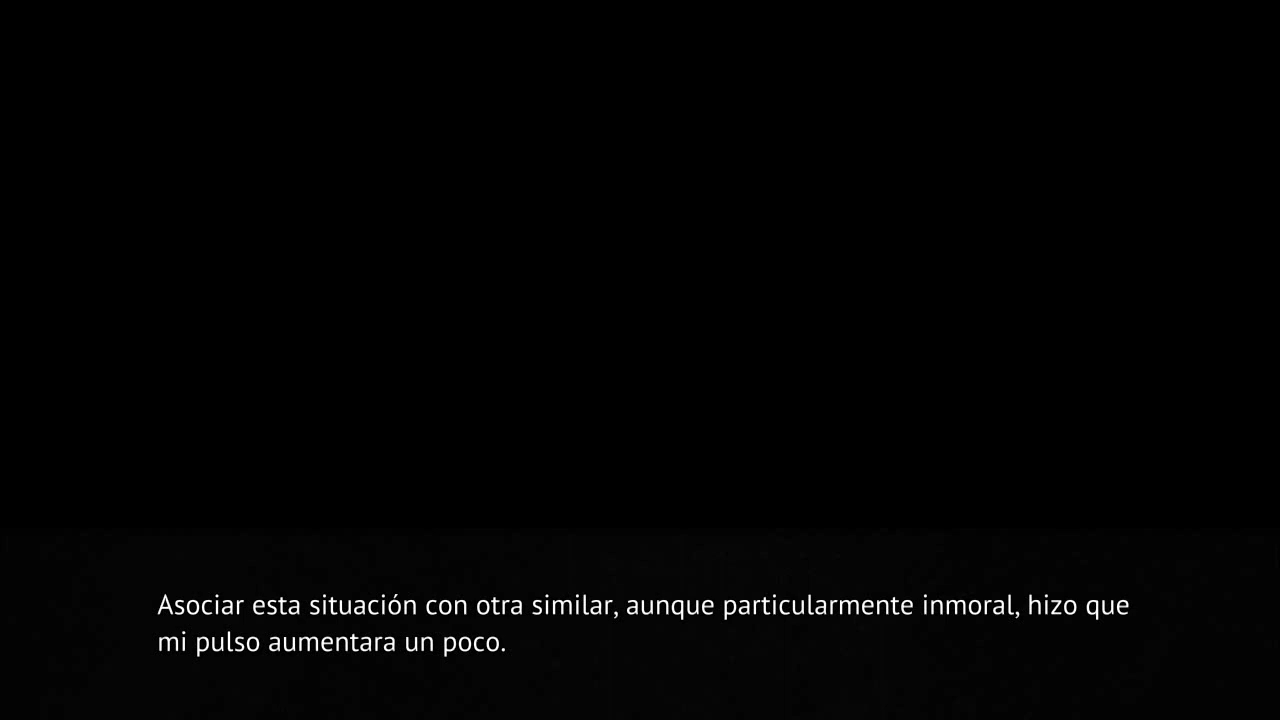 Asociar esta situación con otra similar, aunque particularmente inmoral, hizo que
mi pulso aumentara un poco.